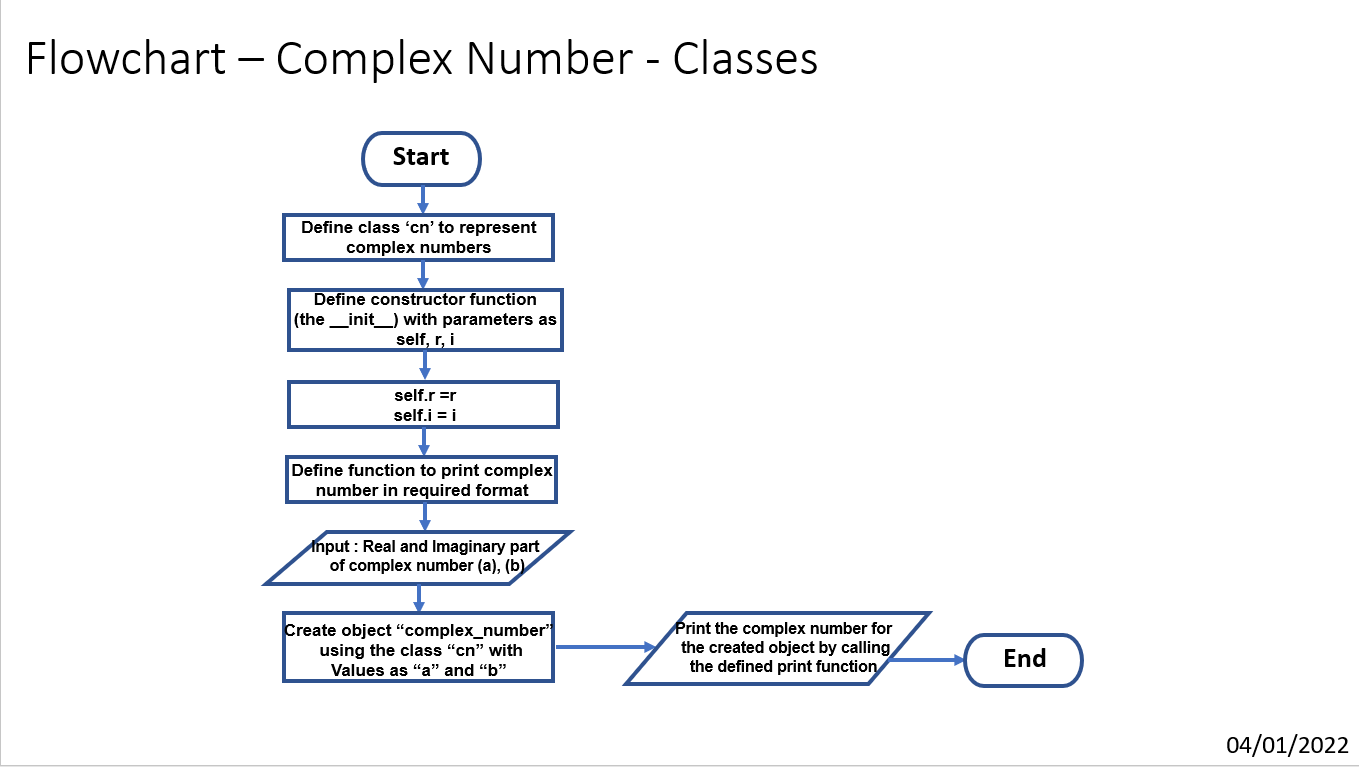 Flowchart – Complex Number - Classes
Start
Define class ‘cn’ to represent
complex numbers
Define constructor function
(the __init__) with parameters as
self, r, i
self.r =r
self.i = i
Define function to print complex
number in required format
Input : Real and Imaginary part
of complex number (a), (b)
Create object “complex_number”
using the class “cn” with
Values as “a” and “b”
Print the complex number for
the created object by calling
the defined print function
End
04/01/2022